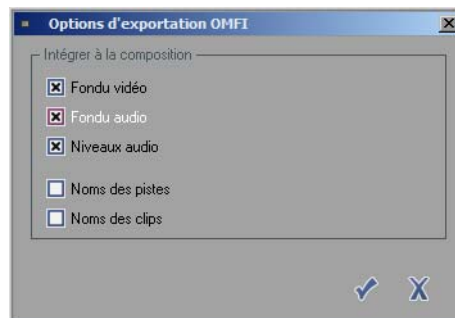 Options d'exportation OMFI
Intégrer à la composition
Fondu vidéo
Fondu audio
Niveaux audio
Noms des pistes
Noms des clips